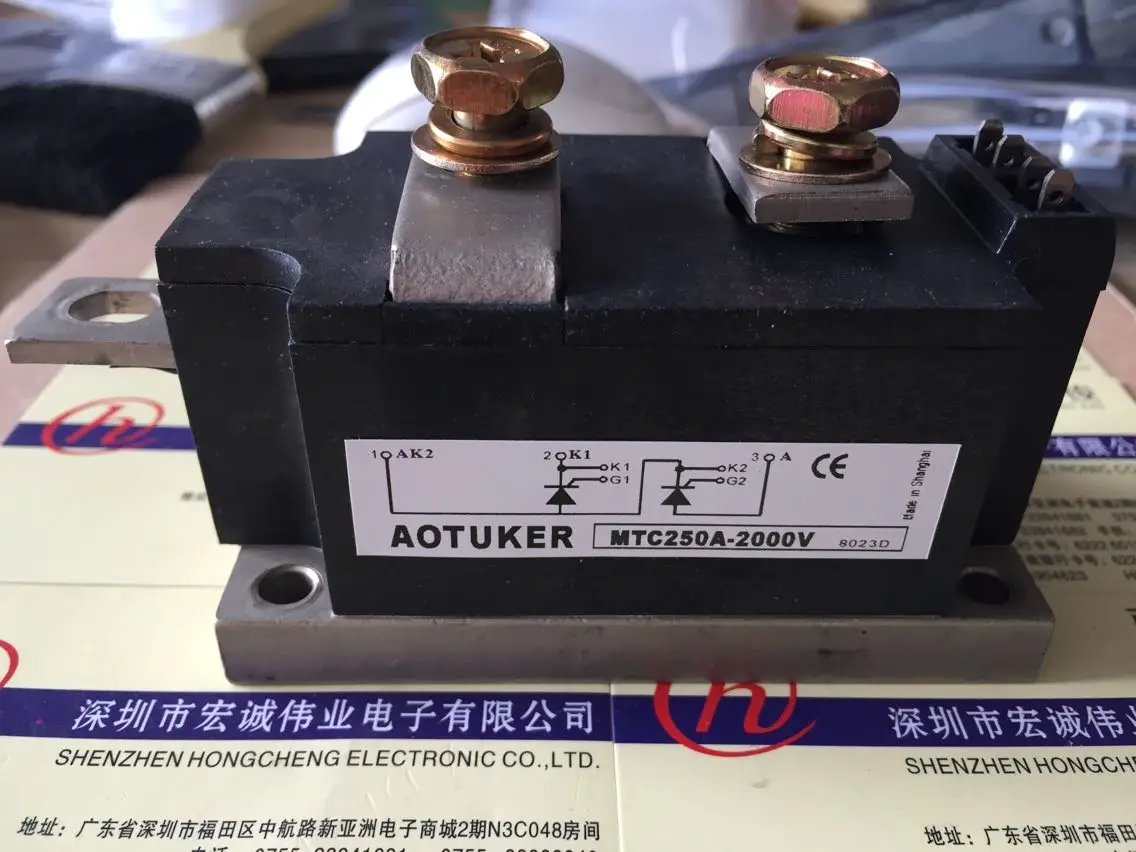 1 AK2
2 K1
K1
G1
K2
G2
3 A
CE
Made in Shanghai
AOTUKER
MTC250A-2000V
8023D
h
有限公
h
深圳市宏诚伟业电子有限公司
SHENZHEN HONGCHENG ELECTRONIC CO.,LTD.
地址:广东省深圳市福田区中航路新亚洲电子商城2期N3C048房间
深圳市宏诚伟业
SHENZHEN HONGCHE
地址:广东省深圳市福